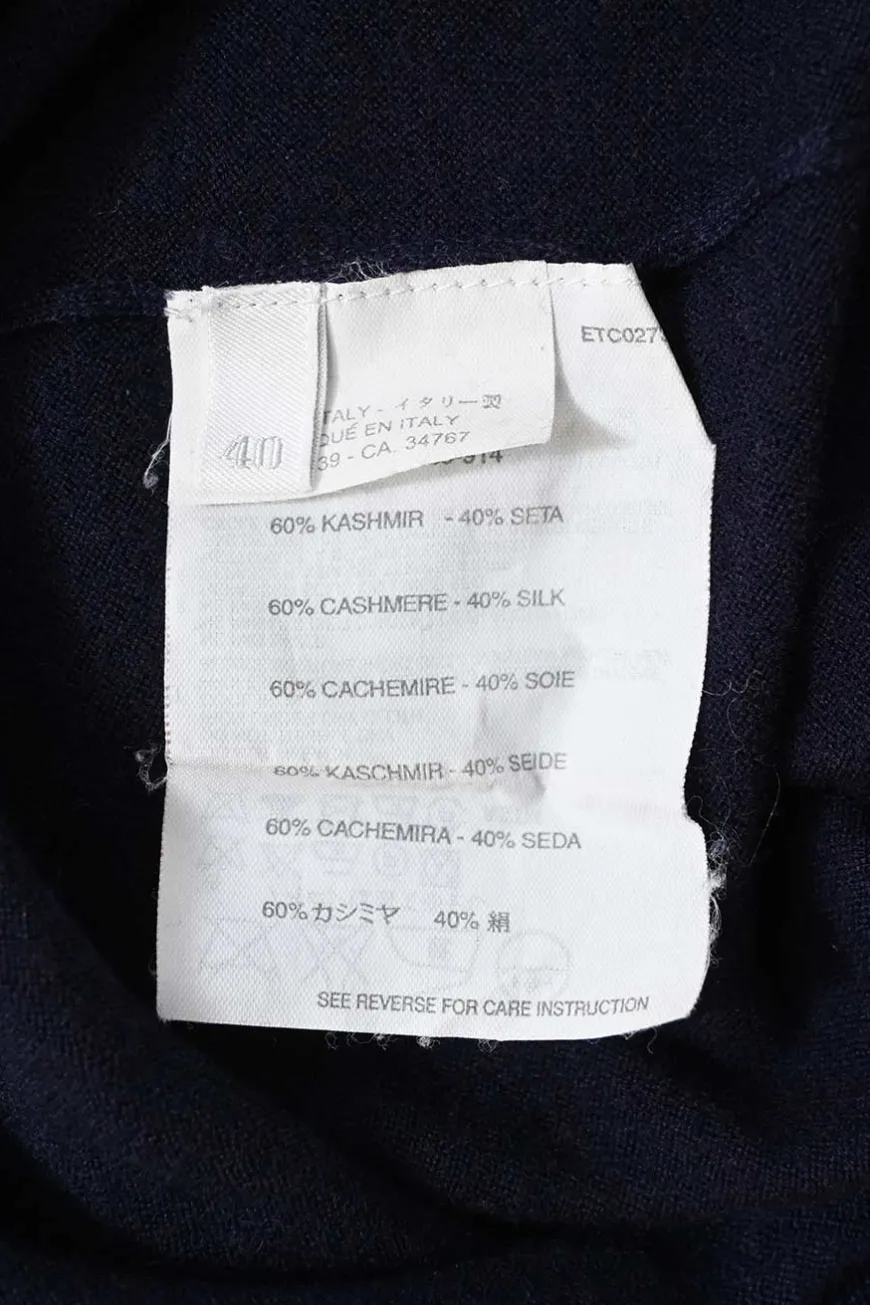 ETC027
40
TALY - イタリー製
QUÉ EN ITALY
39 - CA. 34767
914
60% KASHMIR - 40% SETA
60% CASHMERE - 40% SILK
60% CACHEMIRE - 40% SOIE
60% KASCHMIR - 40% SEIDE
60% CACHEMIRA - 40% SEDA
60% カシミヤ 40% 絹
SEE REVERSE FOR CARE INSTRUCTION